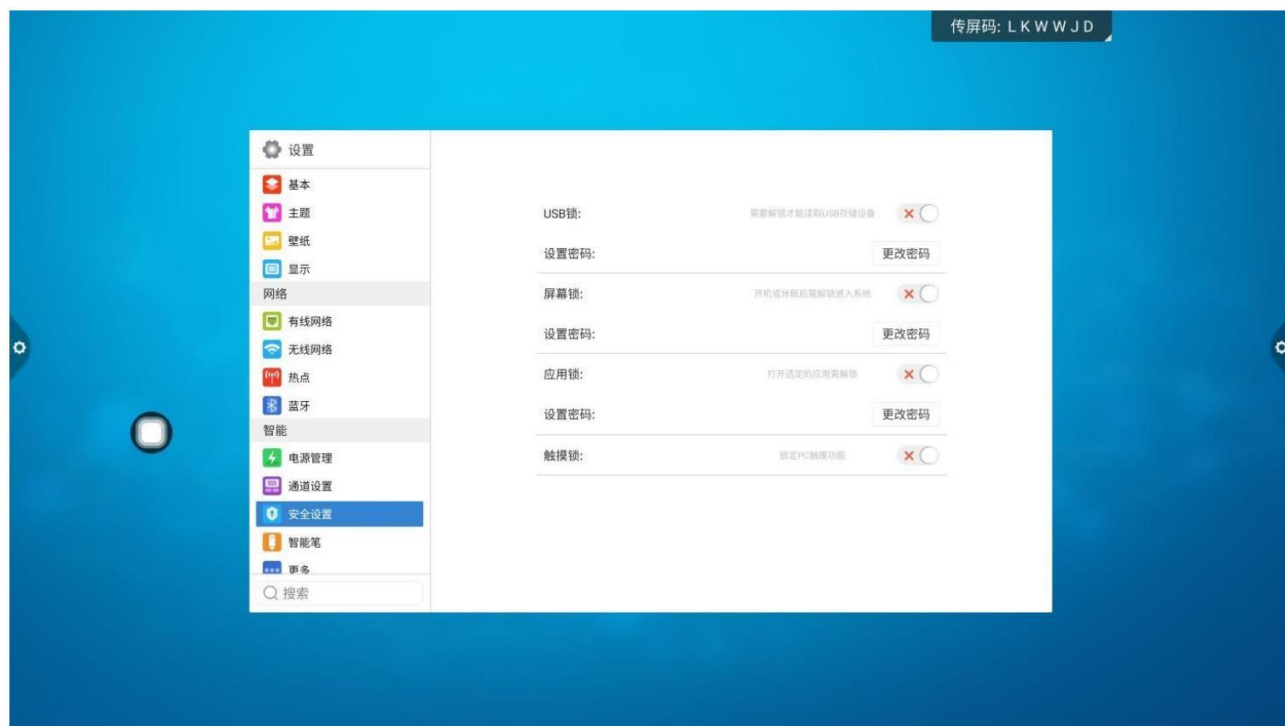 传屏码: L K W W J D
设置
基本
主题
壁纸
显示
网络
有线网络
无线网络
热点
蓝牙
智能
电源管理
通道设置
安全设置
智能笔
更多
搜索
USB锁: 需要解锁才能读取USB存储设备
设置密码: 更改密码
屏幕锁: 开机或休眠后需解锁进入系统
设置密码: 更改密码
应用锁: 打开选定的应用需解锁
设置密码: 更改密码
触摸锁: 锁定PC触摸功能